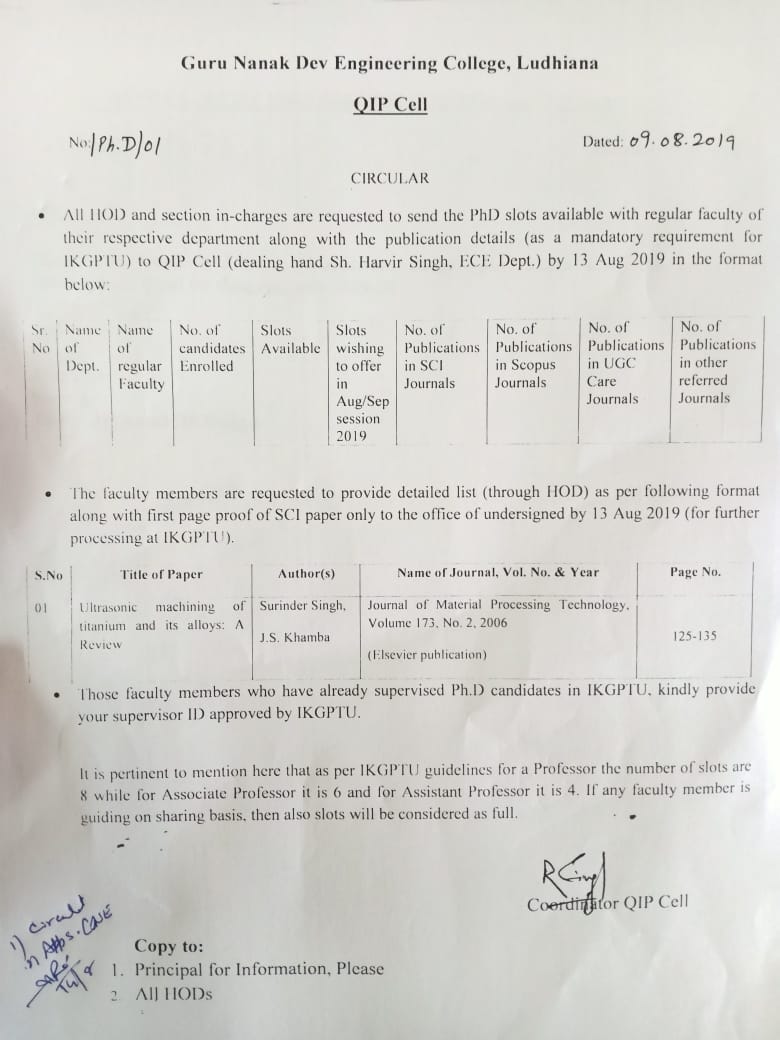 Guru Nanak Dev Engineering College, Ludhiana
QIP Cell
No:/Ph.D/01
Dated: 09.08.2019
CIRCULAR
• All HOD and section in-charges are requested to send the PhD slots available with regular faculty of
their respective department along with the publication details (as a mandatory requirement for
IKGPTU) to QIP Cell (dealing hand Sh. Harvir Singh, ECE Dept.) by 13 Aug 2019 in the format
below:
Sr. Name Name No. of Slots Slots No. of No. of No. of No. of
No of of candidates Available wishing Publications Publications Publications Publications
Dept. regular Enrolled to offer in SCI in Scopus in UGC in other
Faculty in Journals Journals Care referred
Aug/Sep Journals Journals
session
2019
• The faculty members are requested to provide detailed list (through HOD) as per following format
along with first page proof of SCI paper only to the office of undersigned by 13 Aug 2019 (for further
processing at IKGPTU).
S.No Title of Paper Author(s) Name of Journal, Vol. No. & Year Page No.
01 Ultrasonic machining of Surinder Singh, Journal of Material Processing Technology,
titanium and its alloys: A Volume 173, No. 2, 2006
Review J.S. Khamba 125-135
(Elsevier publication)
• Those faculty members who have already supervised Ph.D candidates in IKGPTU, kindly provide
your supervisor ID approved by IKGPTU.
It is pertinent to mention here that as per IKGPTU guidelines for a Professor the number of slots are
8 while for Associate Professor it is 6 and for Assistant Professor it is 4. If any faculty member is
guiding on sharing basis, then also slots will be considered as full.
Coordinator QIP Cell
1)
Copy to:
1. Principal for Information, Please
2. All HODs